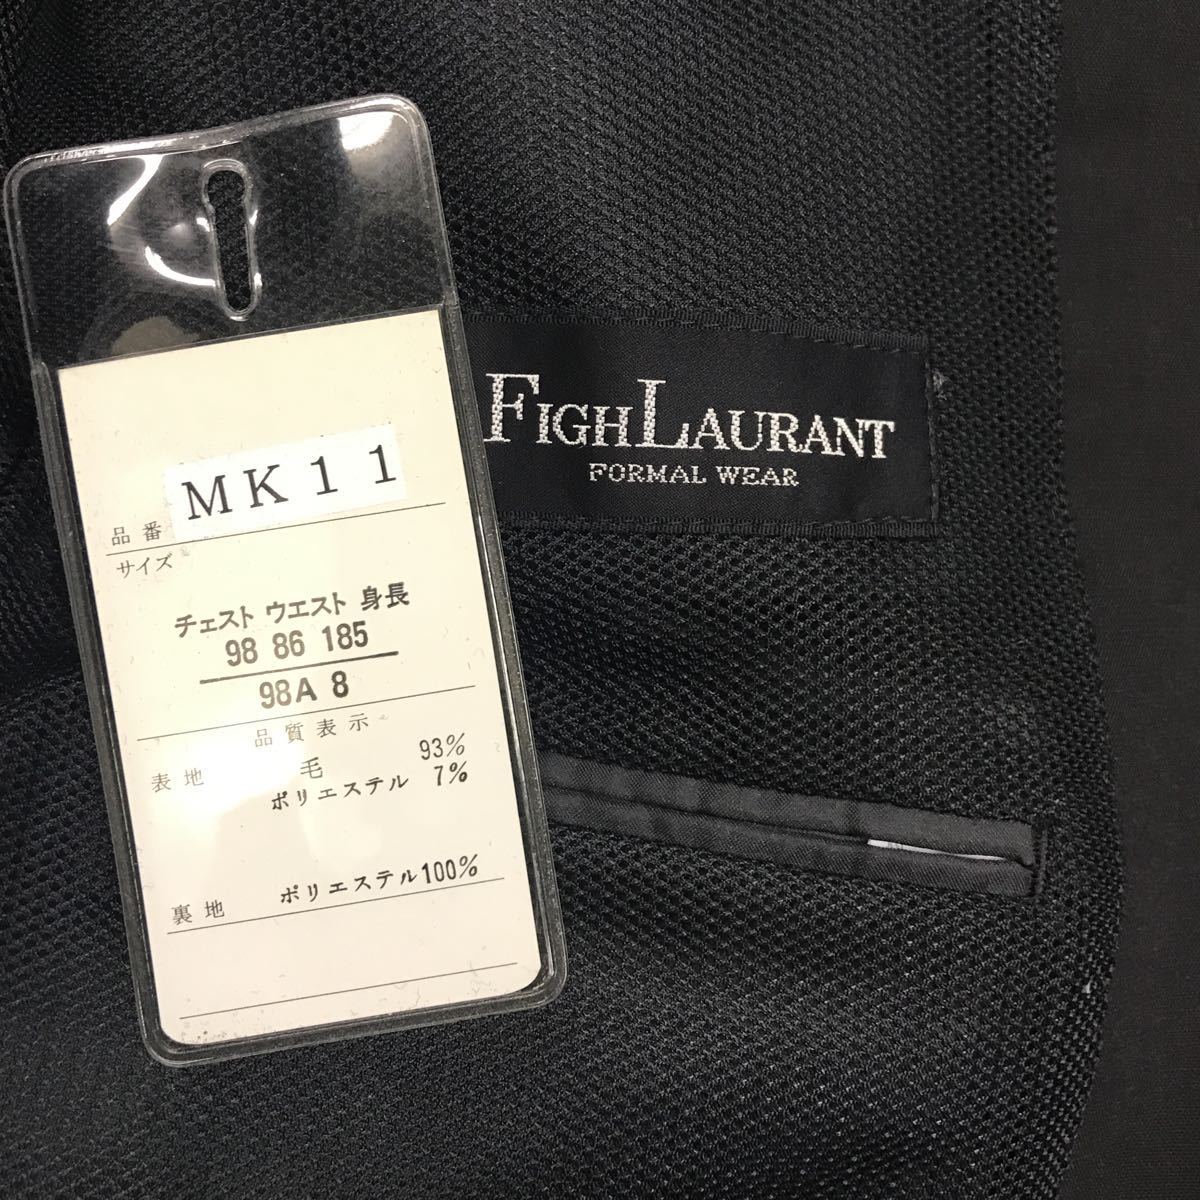 品番 MK11
サイズ
チェスト ウエスト 身長
98 86 185
98A 8
品質表示
表地 毛 93%
ポリエステル 7%
裏地 ポリエステル100%
FIGHLAURANT
FORMAL WEAR